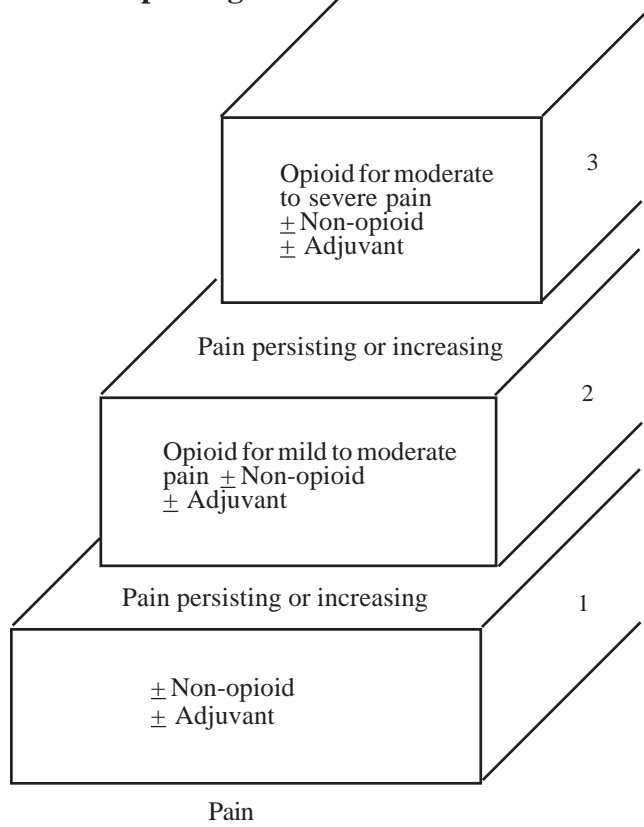 3
Opioid for moderate
to severe pain
± Non-opioid
± Adjuvant
Pain persisting or increasing
2
Opioid for mild to moderate
pain ± Non-opioid
± Adjuvant
Pain persisting or increasing
1
± Non-opioid
± Adjuvant
Pain